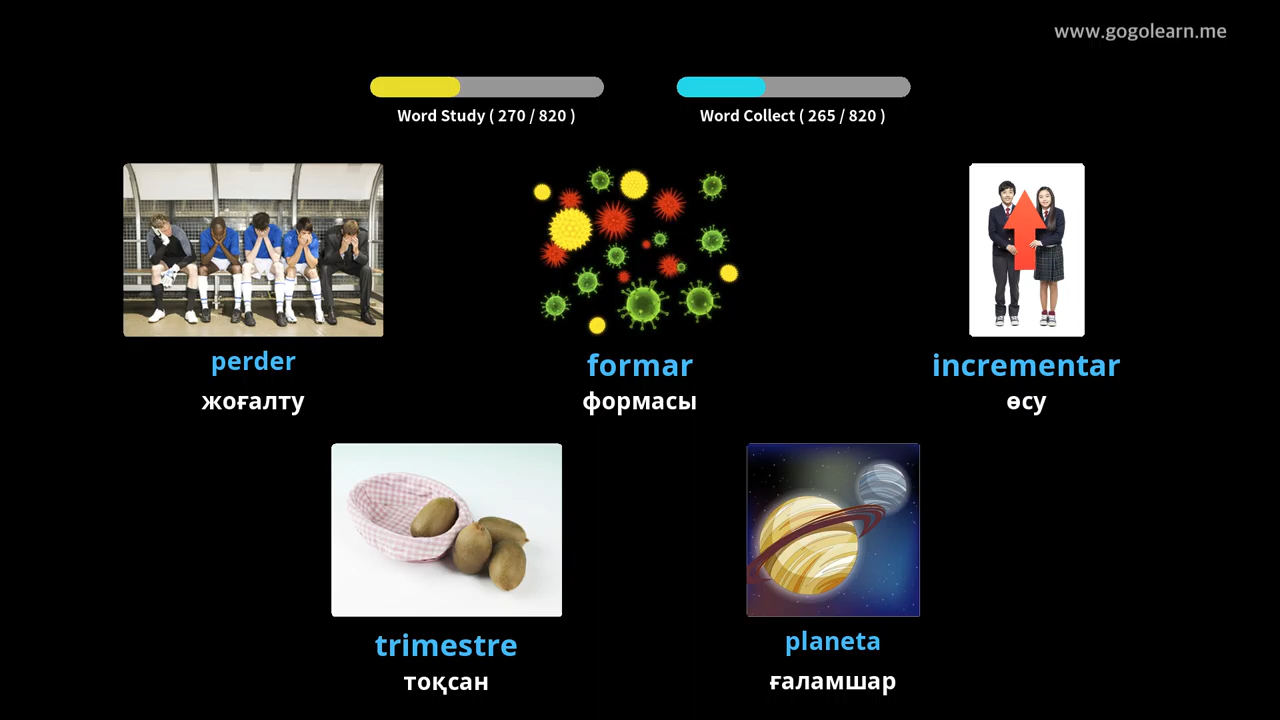 www.gogolearn.me
Word Study ( 270 / 820 )
Word Collect ( 265 / 820 )
perder
жоғалту
formar
формасы
incrementar
өсу
trimestre
тоқсан
planeta
ғаламшар